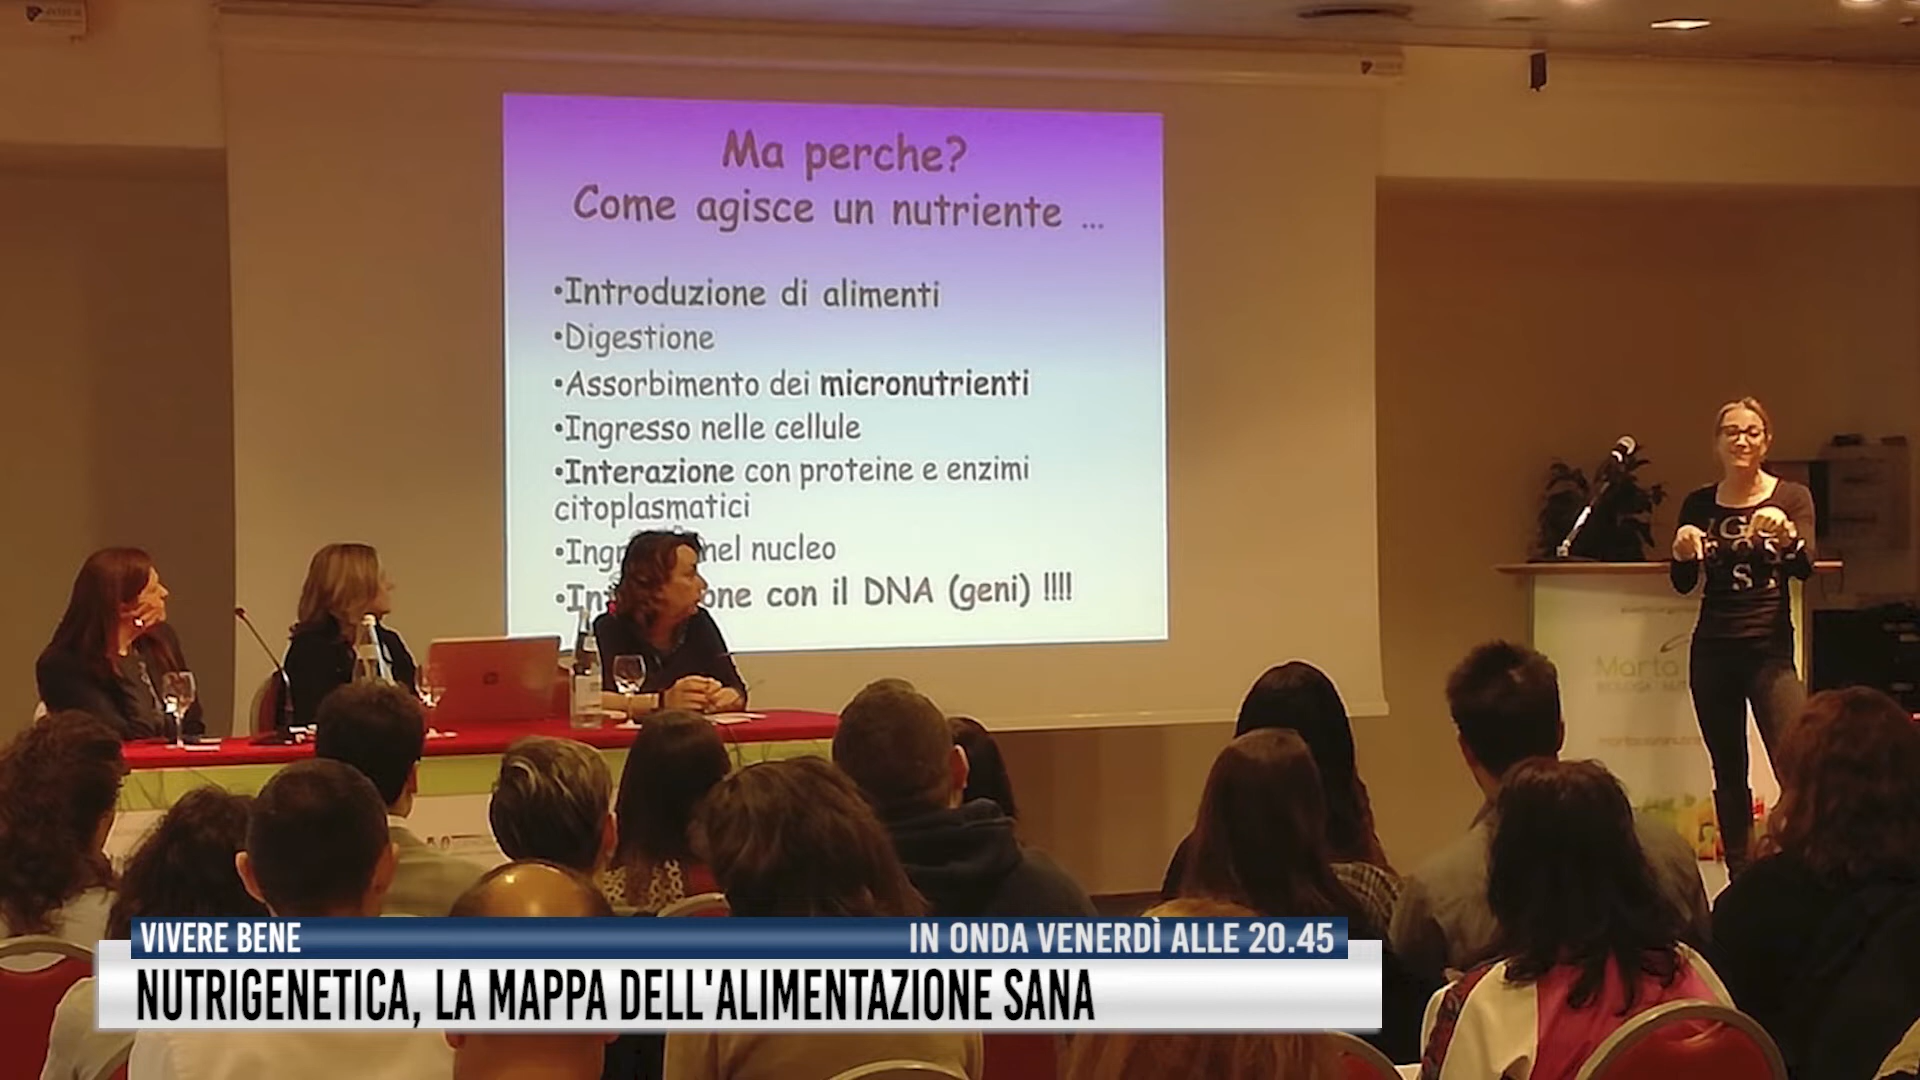 Ma perche?
Come agisce un nutriente ...
•Introduzione di alimenti
•Digestione
•Assorbimento dei micronutrienti
•Ingresso nelle cellule
•Interazione con proteine e enzimi
citoplasmatici
nel nucleo
con il DNA (geni) !!!!
Marta
VIVERE BENE
IN ONDA VENERDÌ ALLE 20.45
NUTRIGENETICA, LA MAPPA DELL'ALIMENTAZIONE SANA